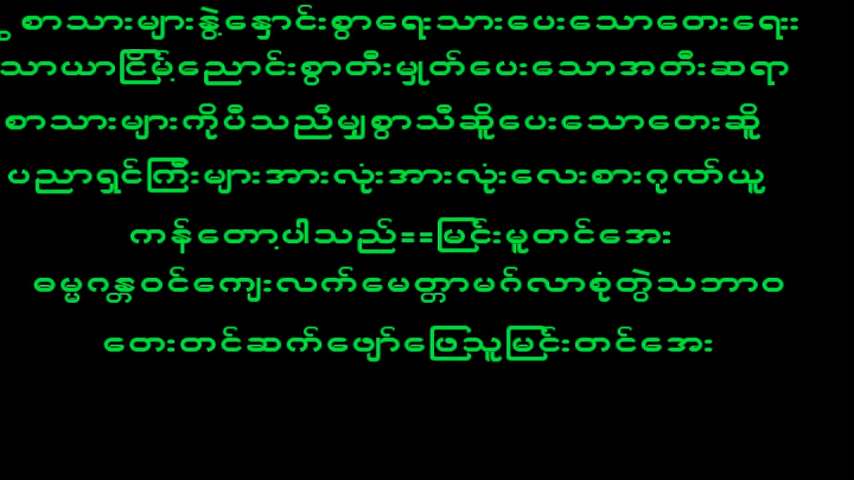 စာသားများနွဲ့နှောင်းစွာရေးသားပေးသောတေးရေး
သာယာငြိမ့်ညောင်းစွာတီးမှုတ်ပေးသောအတီးဆရာ
စာသားများကိုပီသညီမျှစွာသီဆိုပေးသောတေးဆို
ပညာရှင်ကြီးများအားလုံးအားလုံးလေးစားဂုဏ်ယူ
ကန်တော့ပါသည်==မြင်းမူတင်အေး
ဓမ္မဂန္တဝင်ကျေးလက်မေတ္တာမဂ်လာစုံတွဲသဘာဝ
တေးတင်ဆက်ဖျော်ဖြေသူမြင်းတင်အေး